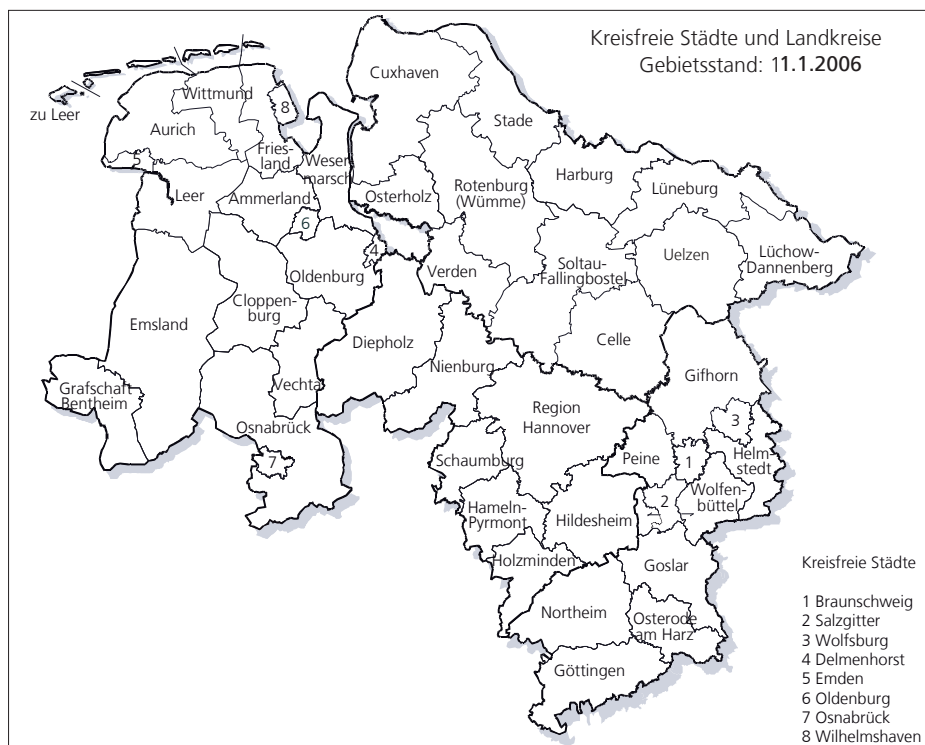 Kreisfreie Städte und Landkreise
Gebietsstand: 11.1.2006
Cuxhaven
Wittmund
8
zu Leer
Stade
Aurich
Fries-
land
Weser
marsch
5
Harburg
Lüneburg
Leer
Ammerland
Osterholz
Rotenburg
(Wümme)
6
4
Oldenburg
Verden
Soltau-
Fallingbostel
Uelzen
Lüchow-
Dannenberg
Cloppen-
burg
Emsland
Diepholz
Celle
Nienburg
Gifhorn
Vechta
Grafschaft
Bentheim
Region
Hannover
Osnabrück
3
7
Schaumburg
Peine
1
Helm-
stedt
Wolfen-
büttel
2
Hameln-
Pyrmont
Hildesheim
Holzminden
Goslar
Northeim
Osterode
am Harz
Göttingen
Kreisfreie Städte
1 Braunschweig
2 Salzgitter
3 Wolfsburg
4 Delmenhorst
5 Emden
6 Oldenburg
7 Osnabrück
8 Wilhelmshaven